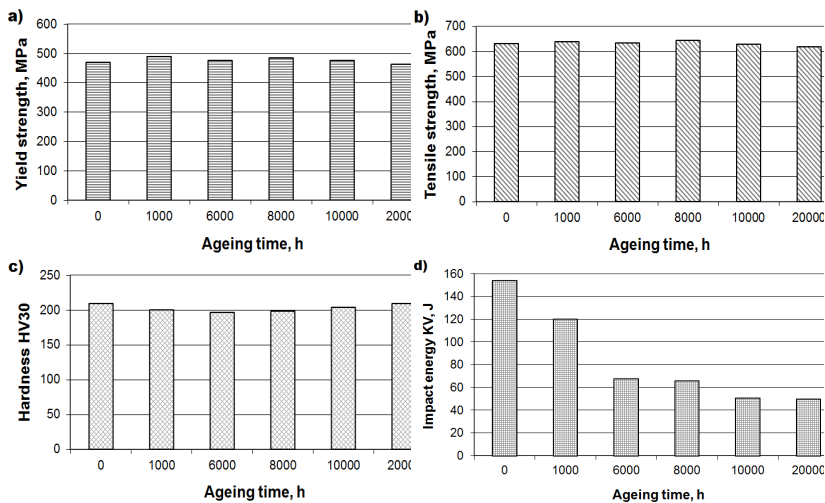 a)
Yield strength, MPa
600
500
400
300
200
100
0
0 1000 6000 8000 10000 2000
Ageing time, h
b)
Tensile strength, MPa
700
600
500
400
300
200
100
0
0 1000 6000 8000 10000 20000
Ageing time, h
c)
Hardness HV30
250
200
150
100
50
0
0 1000 6000 8000 10000 2000
Ageing time, h
d)
Impact energy KV, J
160
140
120
100
80
60
40
20
0
0 1000 6000 8000 10000 20000
Ageing time, h